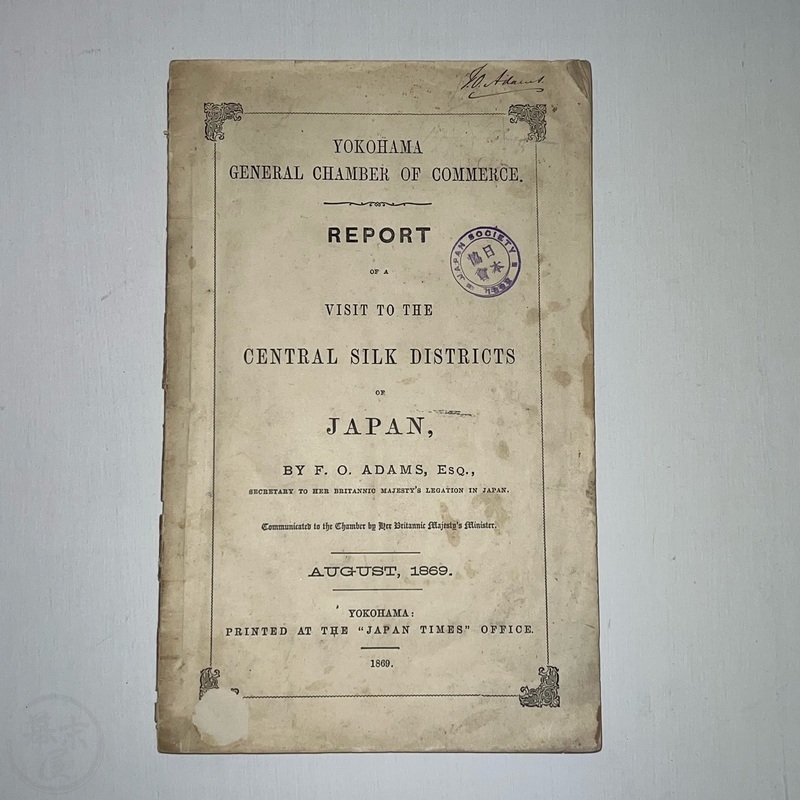 F. O. Adams
YOKOHAMA
GENERAL CHAMBER OF COMMERCE.
REPORT
JAPAN SOCIETY
日本
協會
OF A
VISIT TO THE
CENTRAL SILK DISTRICTS
OF
JAPAN,
BY F. O. ADAMS, Esq.,
SECRETARY TO HER BRITANNIC MAJESTY'S LEGATION IN JAPAN.
Communicated to the Chamber by Her Britannic Majesty's Minister.
AUGUST, 1869.
YOKOHAMA:
PRINTED AT THE "JAPAN TIMES" OFFICE.
1869.